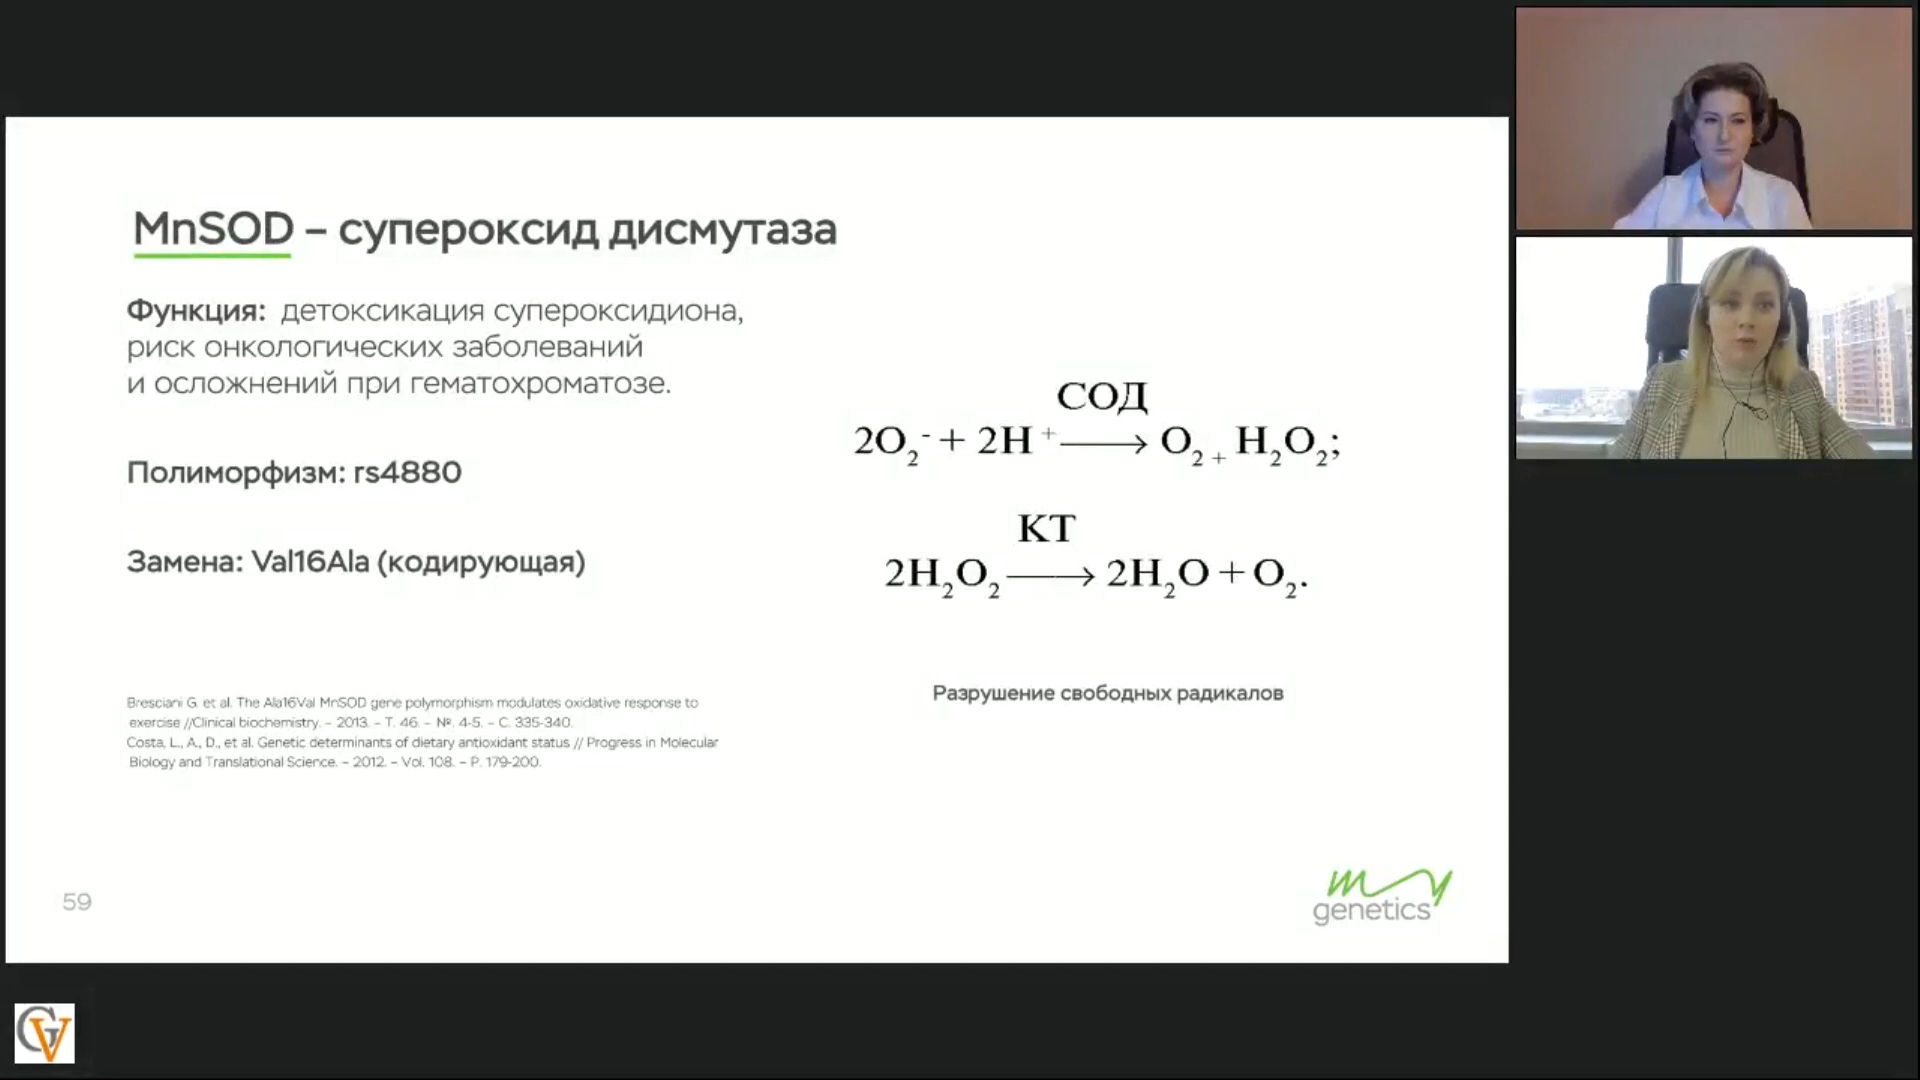 MnSOD – супероксид дисмутаза
Функция: детоксикация супероксидиона,
риск онкологических заболеваний
и осложнений при гематохроматозе.
Полиморфизм: rs4880
Замена: Val16Ala (кодирующая)
СОД
2O₂⁻ + 2H⁺ ⟶ O₂ + H₂O₂;
КТ
2H₂O₂ ⟶ 2H₂O + O₂.
Разрушение свободных радикалов
Bresciani G. et al. The Ala16Val MnSOD gene polymorphism modulates oxidative response to
exercise //Clinical biochemistry. – 2013. – Т. 46. – №. 4-5. – С. 335-340.
Costa, L., A., D., et al. Genetic determinants of dietary antioxidant status // Progress in Molecular
Biology and Translational Science. – 2012. – Vol. 108. – P. 179-200.
59
my
genetics
GV